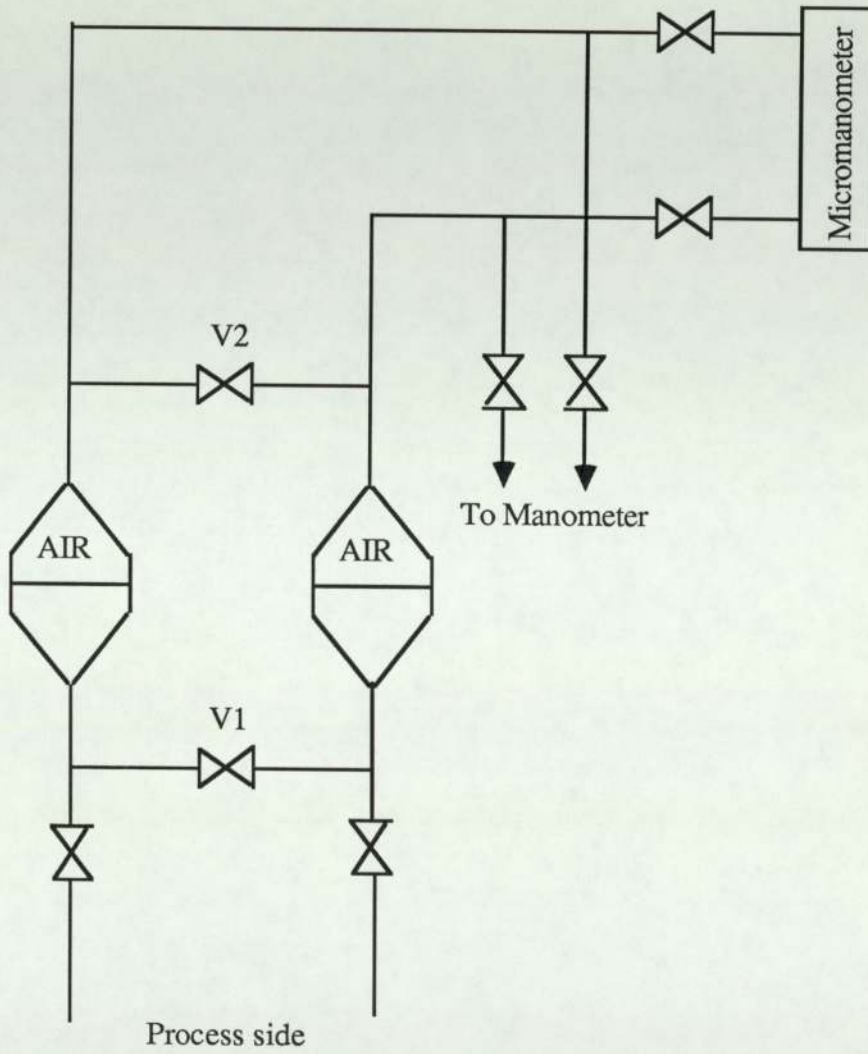 Micromanometer
V2
To Manometer
AIR
AIR
V1
Process side